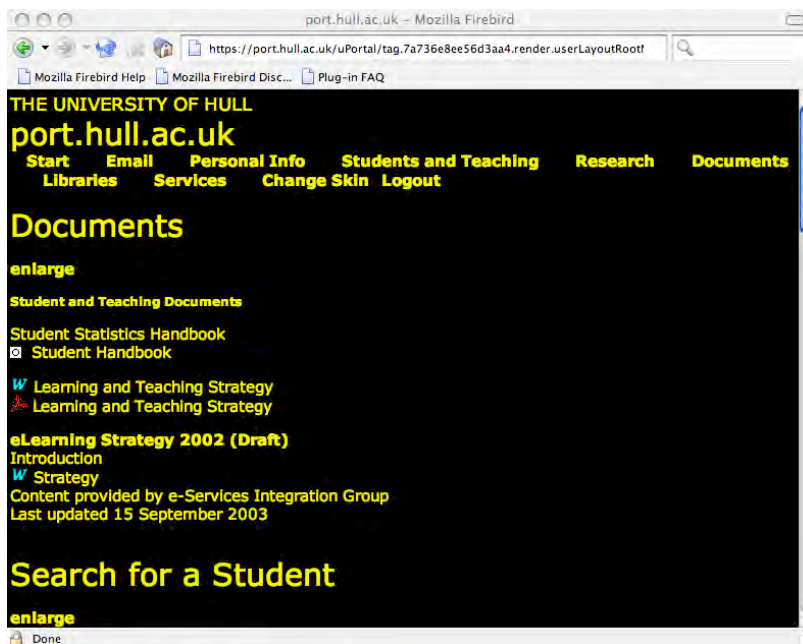 port.hull.ac.uk – Mozilla Firebird
https://port.hull.ac.uk/uPortal/tag.7a736e8ee56d3aa4.render.userLayoutRootN
Mozilla Firebird Help Mozilla Firebird Disc... Plug-in FAQ
THE UNIVERSITY OF HULL
port.hull.ac.uk
Start Email Personal Info Students and Teaching Research Documents
Libraries Services Change Skin Logout
Documents
enlarge
Student and Teaching Documents
Student Statistics Handbook
Student Handbook
W Learning and Teaching Strategy
Learning and Teaching Strategy
eLearning Strategy 2002 (Draft)
Introduction
W Strategy
Content provided by e-Services Integration Group
Last updated 15 September 2003
Search for a Student
enlarge
Done